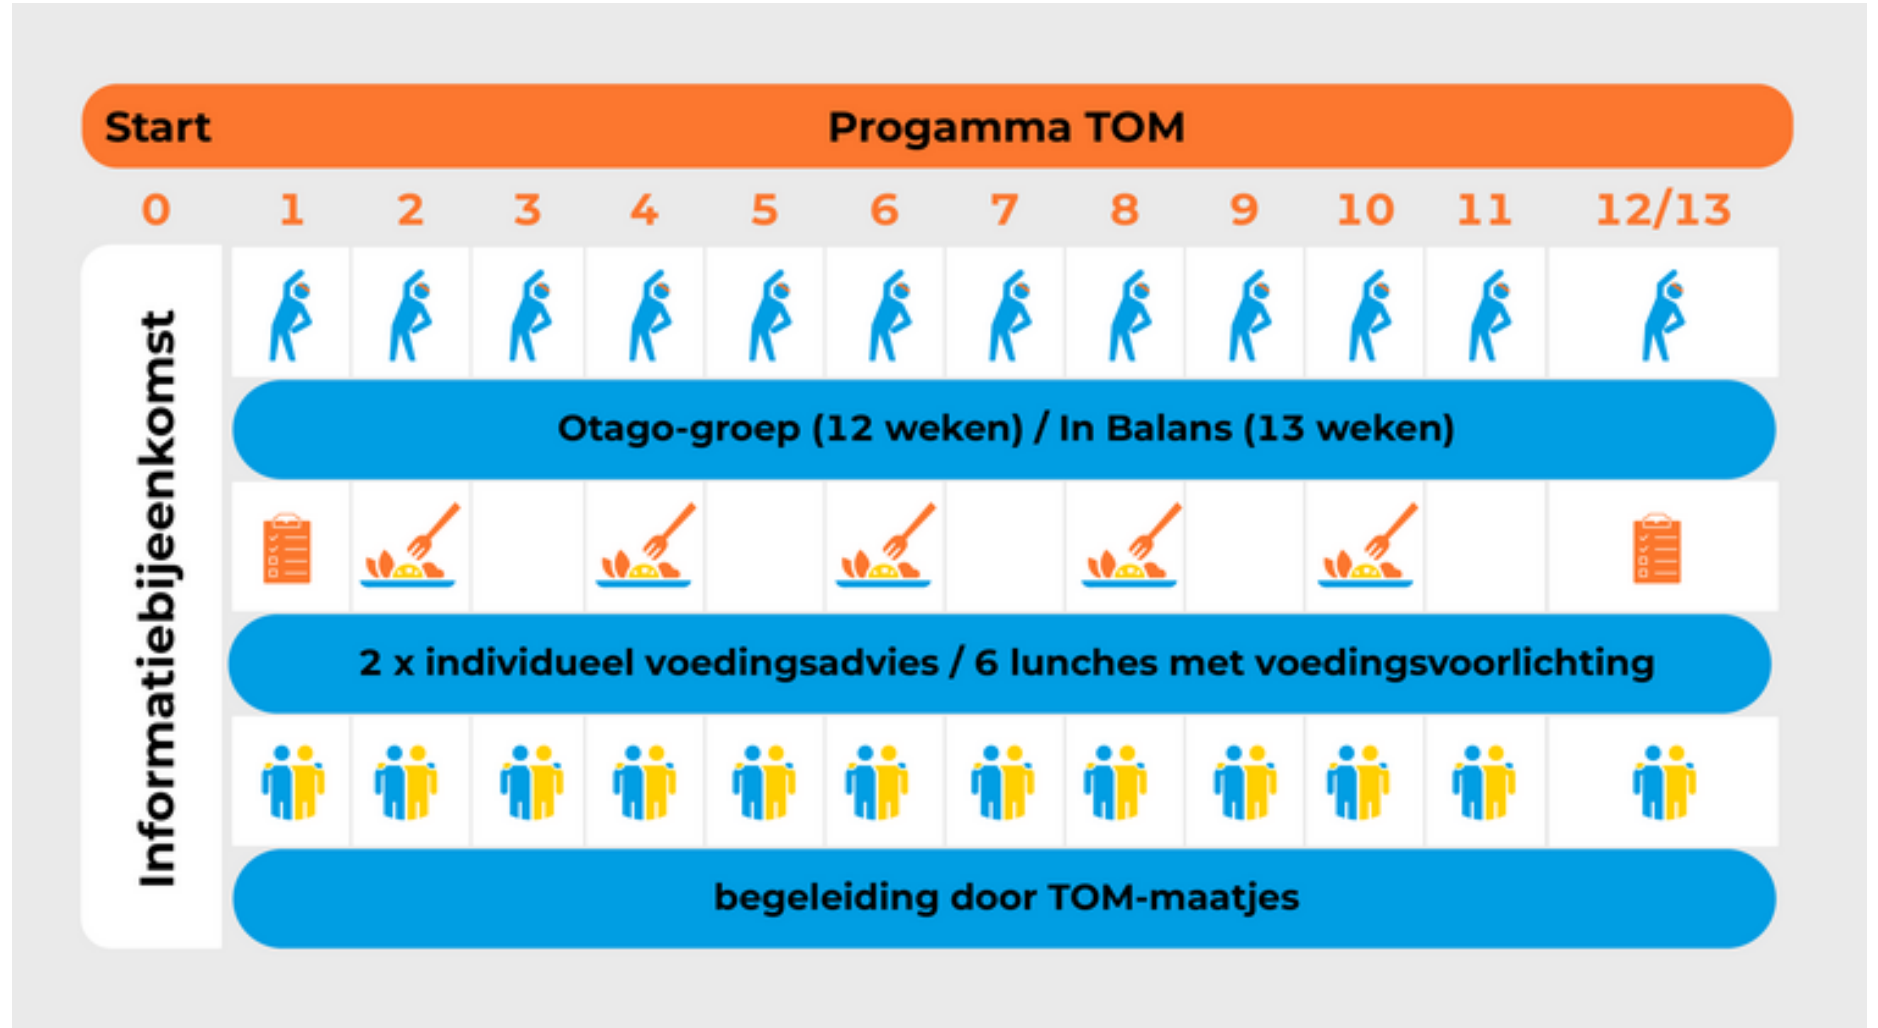 Start
Progamma TOM
0 1 2 3 4 5 6 7 8 9 10 11 12/13
Informatiebijeenkomst
Otago-groep (12 weken) / In Balans (13 weken)
2 x individueel voedingsadvies / 6 lunches met voedingsvoorlichting
begeleiding door TOM-maatjes